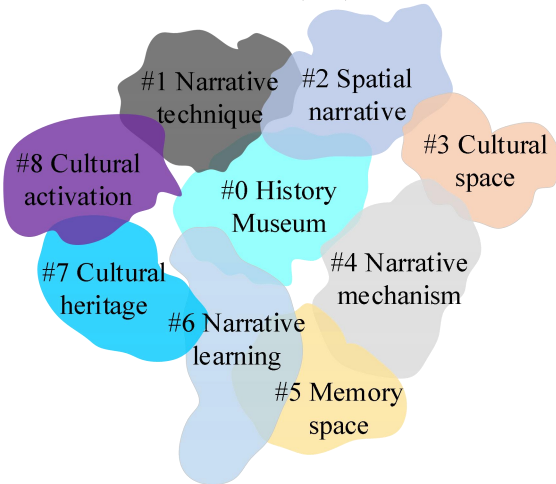 #1 Narrative
technique
#2 Spatial
narrative
#3 Cultural
space
#8 Cultural
activation
#0 History
Museum
#4 Narrative
mechanism
#7 Cultural
heritage
#6 Narrative
learning
#5 Memory
space